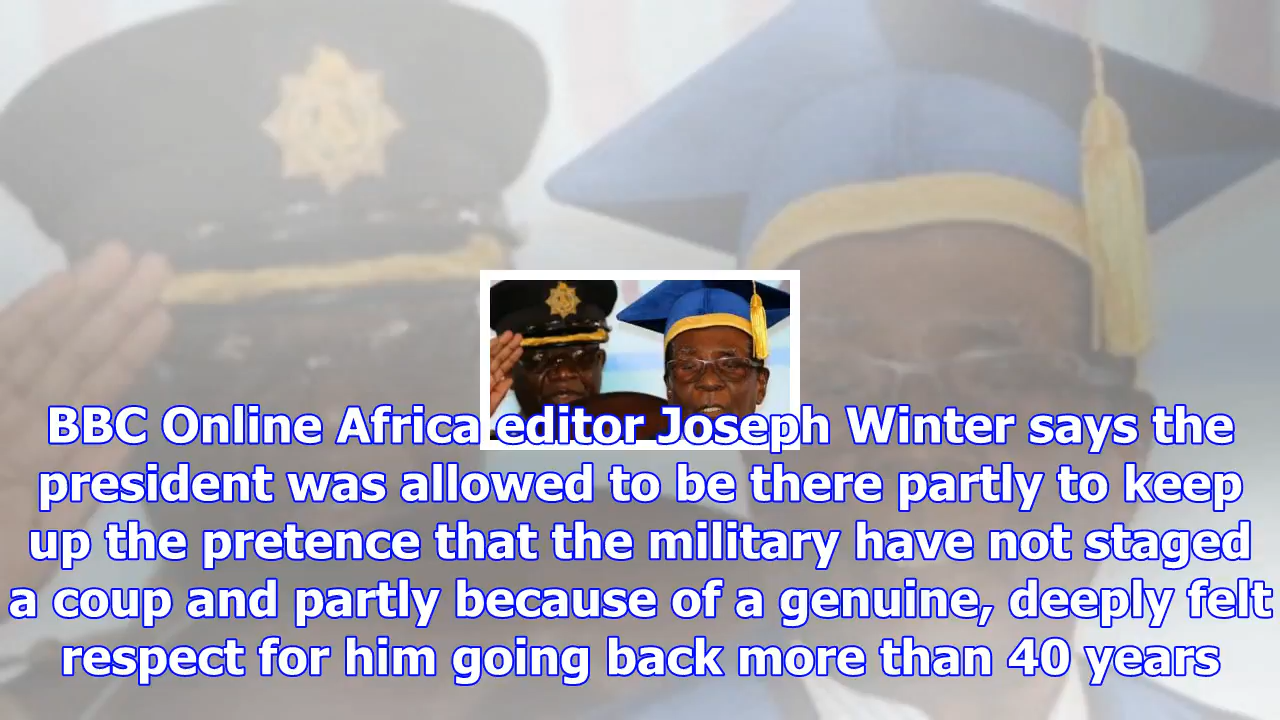 BBC Online Africa editor Joseph Winter says the
president was allowed to be there partly to keep
up the pretence that the military have not staged
a coup and partly because of a genuine, deeply felt
respect for him going back more than 40 years